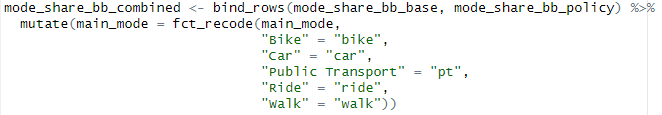 mode_share_bb_combined <- bind_rows(mode_share_bb_base, mode_share_bb_policy) %>%
  mutate(main_mode = fct_recode(main_mode,
                                "Bike" = "bike",
                                "Car" = "car",
                                "Public Transport" = "pt",
                                "Ride" = "ride",
                                "Walk" = "walk"))